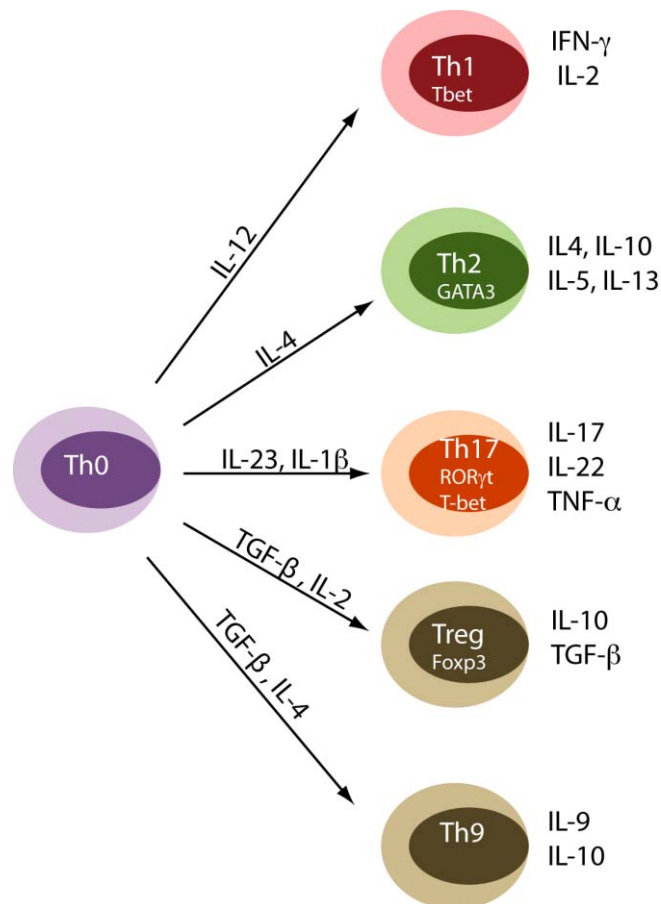 Th1
Tbet
IFN-γ
IL-2
IL-12
Th2
GATA3
IL4, IL-10
IL-5, IL-13
IL-4
Th0
IL-23, IL-1β
Th17
RORγt
T-bet
IL-17
IL-22
TNF-α
TGF-β, IL-2
Treg
Foxp3
IL-10
TGF-β
TGF-β, IL-4
Th9
IL-9
IL-10